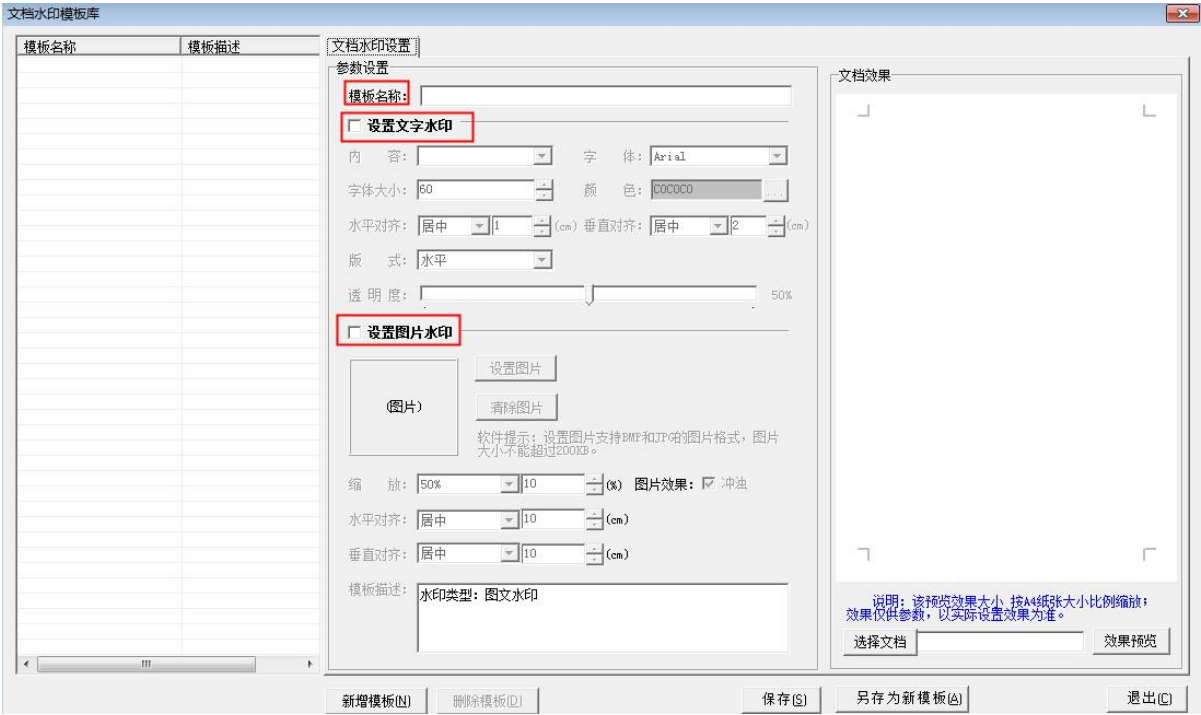 文档水印模板库
模板名称 模板描述
文档水印设置
参数设置
模板名称:
设置文字水印
内 容: 字 体: Arial
字体大小: 60 颜 色: C0C0C0 ...
水平对齐: 居中 1 (cm) 垂直对齐: 居中 2 (cm)
版 式: 水平
透 明 度: 50%
设置图片水印
(图片)
设置图片
清除图片
软件提示: 设置图片支持BMP和JPG的图片格式, 图片
大小不能超过200KB。
缩 放: 50% 10 (%) 图片效果: 冲蚀
水平对齐: 居中 10 (cm)
垂直对齐: 居中 10 (cm)
模板描述: 水印类型: 图文水印
文档效果
说明: 该预览效果大小 按A4纸张大小比例缩放;
效果仅供参数, 以实际设置效果为准。
选择文档 效果预览
新增模板(N) 删除模板(D) 保存(S) 另存为新模板(A) 退出(C)